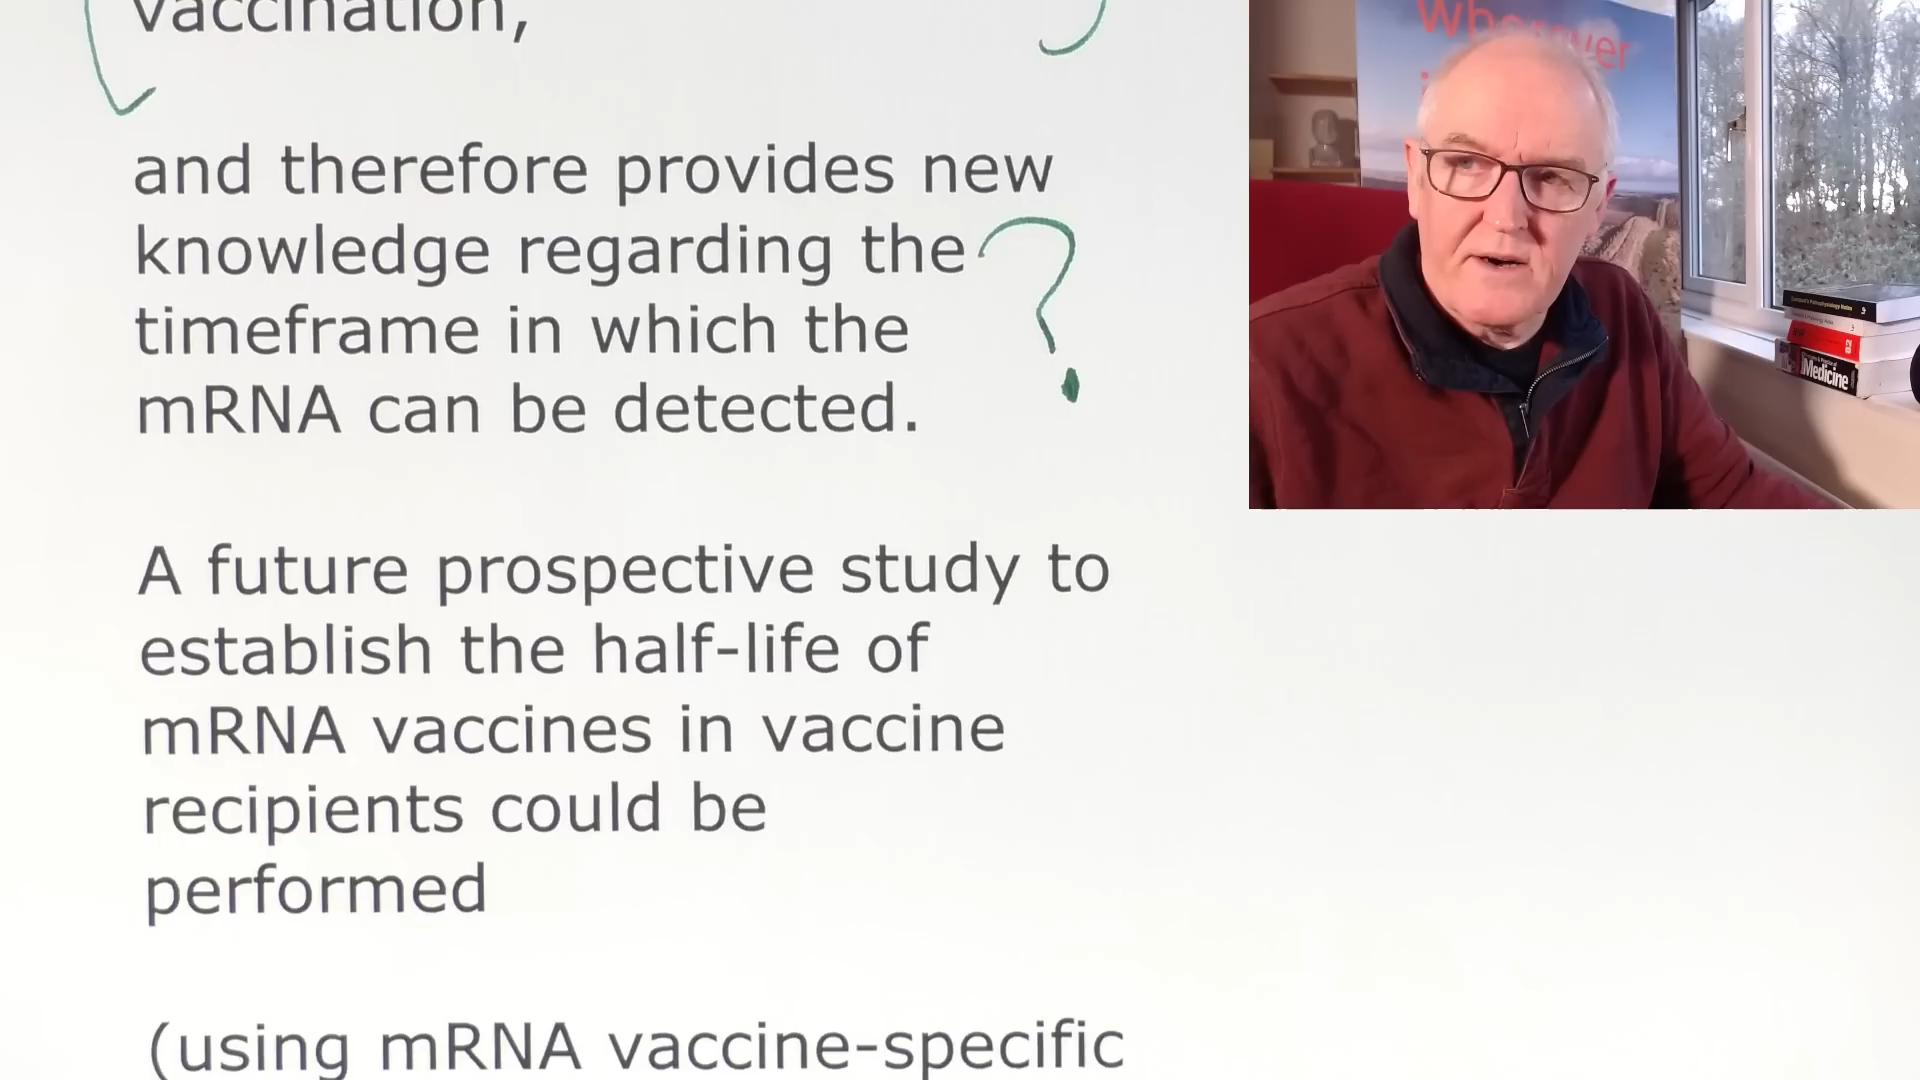 vaccination,
and therefore provides new
knowledge regarding the
timeframe in which the
mRNA can be detected.
?
A future prospective study to
establish the half-life of
mRNA vaccines in vaccine
recipients could be
performed
(using mRNA vaccine-specific
Medicine